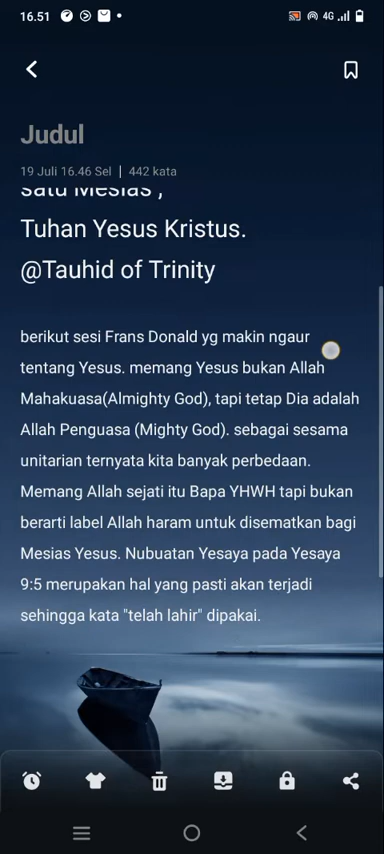 16.51
4G
Judul
19 Juli 16.46 Sel | 442 kata
satu Mesias ,
Tuhan Yesus Kristus.
@Tauhid of Trinity
berikut sesi Frans Donald yg makin ngaur
tentang Yesus. memang Yesus bukan Allah
Mahakuasa(Almighty God), tapi tetap Dia adalah
Allah Penguasa (Mighty God). sebagai sesama
unitarian ternyata kita banyak perbedaan.
Memang Allah sejati itu Bapa YHWH tapi bukan
berarti label Allah haram untuk disematkan bagi
Mesias Yesus. Nubuatan Yesaya pada Yesaya
9:5 merupakan hal yang pasti akan terjadi
sehingga kata "telah lahir" dipakai.